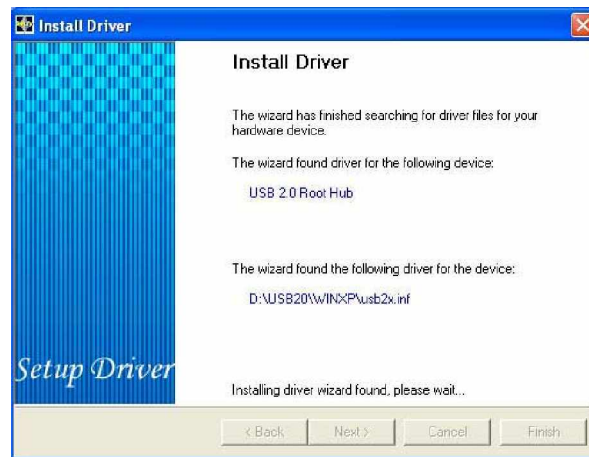 Install Driver
Install Driver
The wizard has finished searching for driver files for your
hardware device.
The wizard found driver for the following device:
USB 2.0 Root Hub
The wizard found the following driver for the device:
D:\USB20\WINXP\usb2x.inf
Setup Driver
Installing driver wizard found, please wait...
< Back
Next >
Cancel
Finish